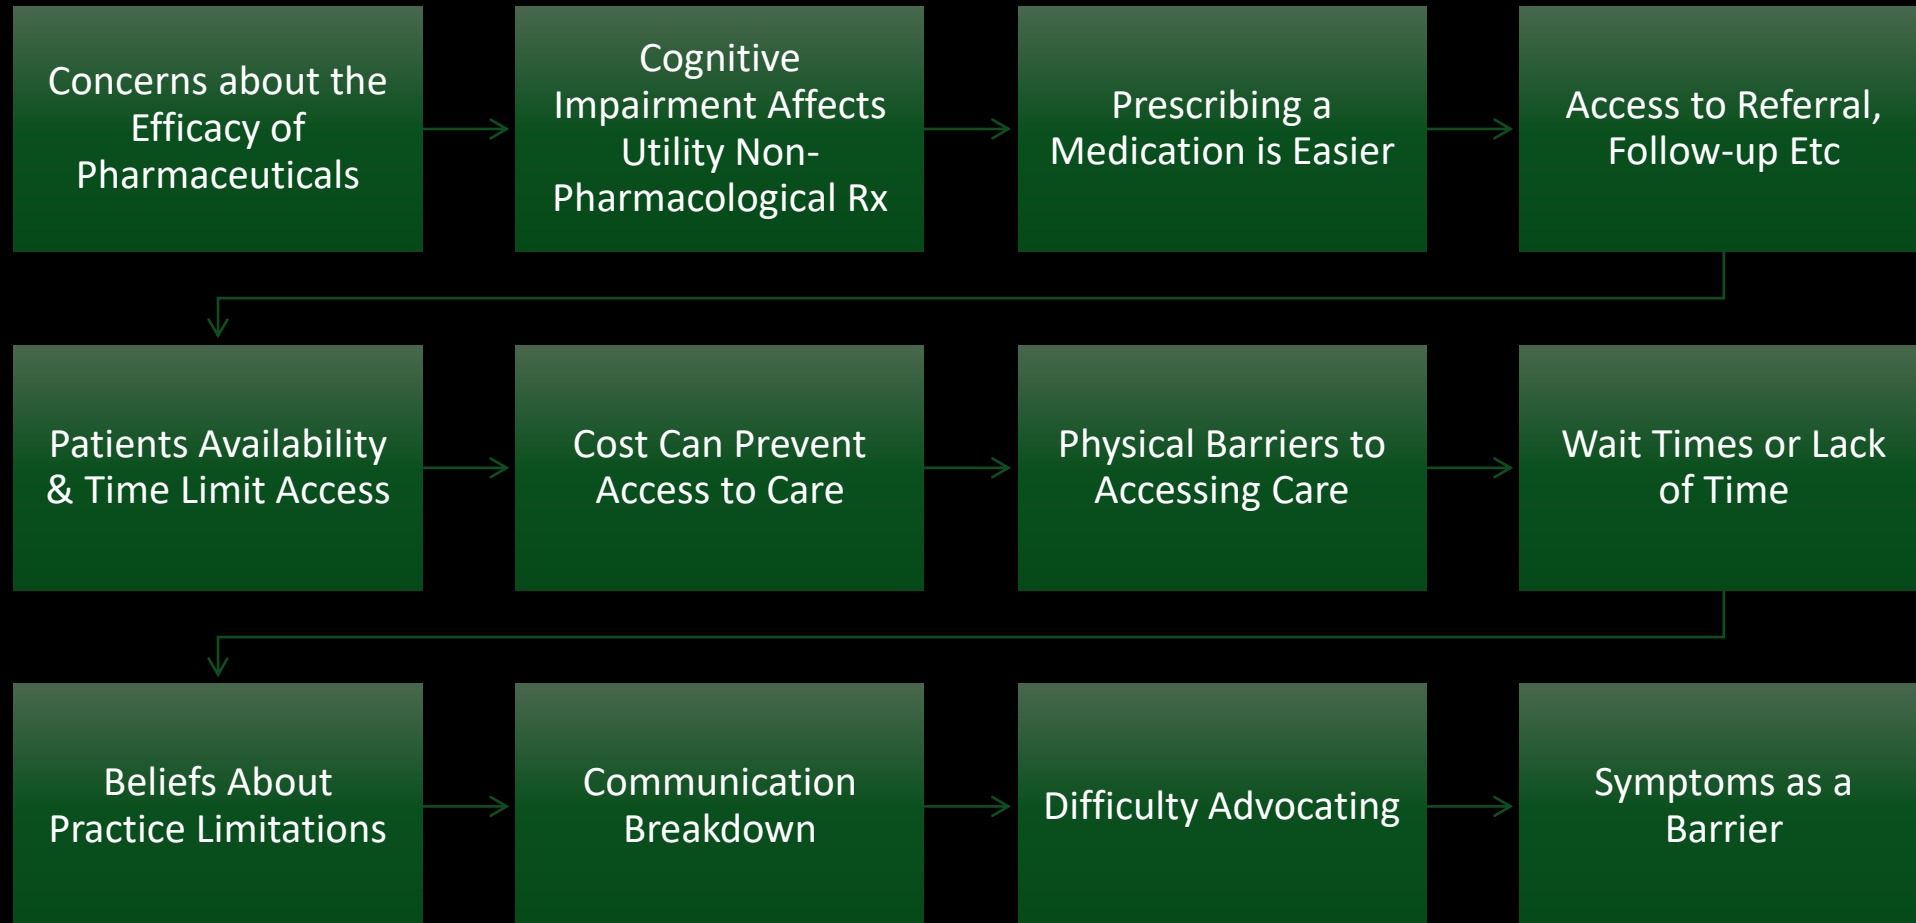 Concerns about the
Efficacy of
Pharmaceuticals
Cognitive
Impairment Affects
Utility Non-
Pharmacological Rx
Prescribing a
Medication is Easier
Access to Referral,
Follow-up Etc
Patients Availability
& Time Limit Access
Cost Can Prevent
Access to Care
Physical Barriers to
Accessing Care
Wait Times or Lack
of Time
Beliefs About
Practice Limitations
Communication
Breakdown
Difficulty Advocating
Symptoms as a
Barrier